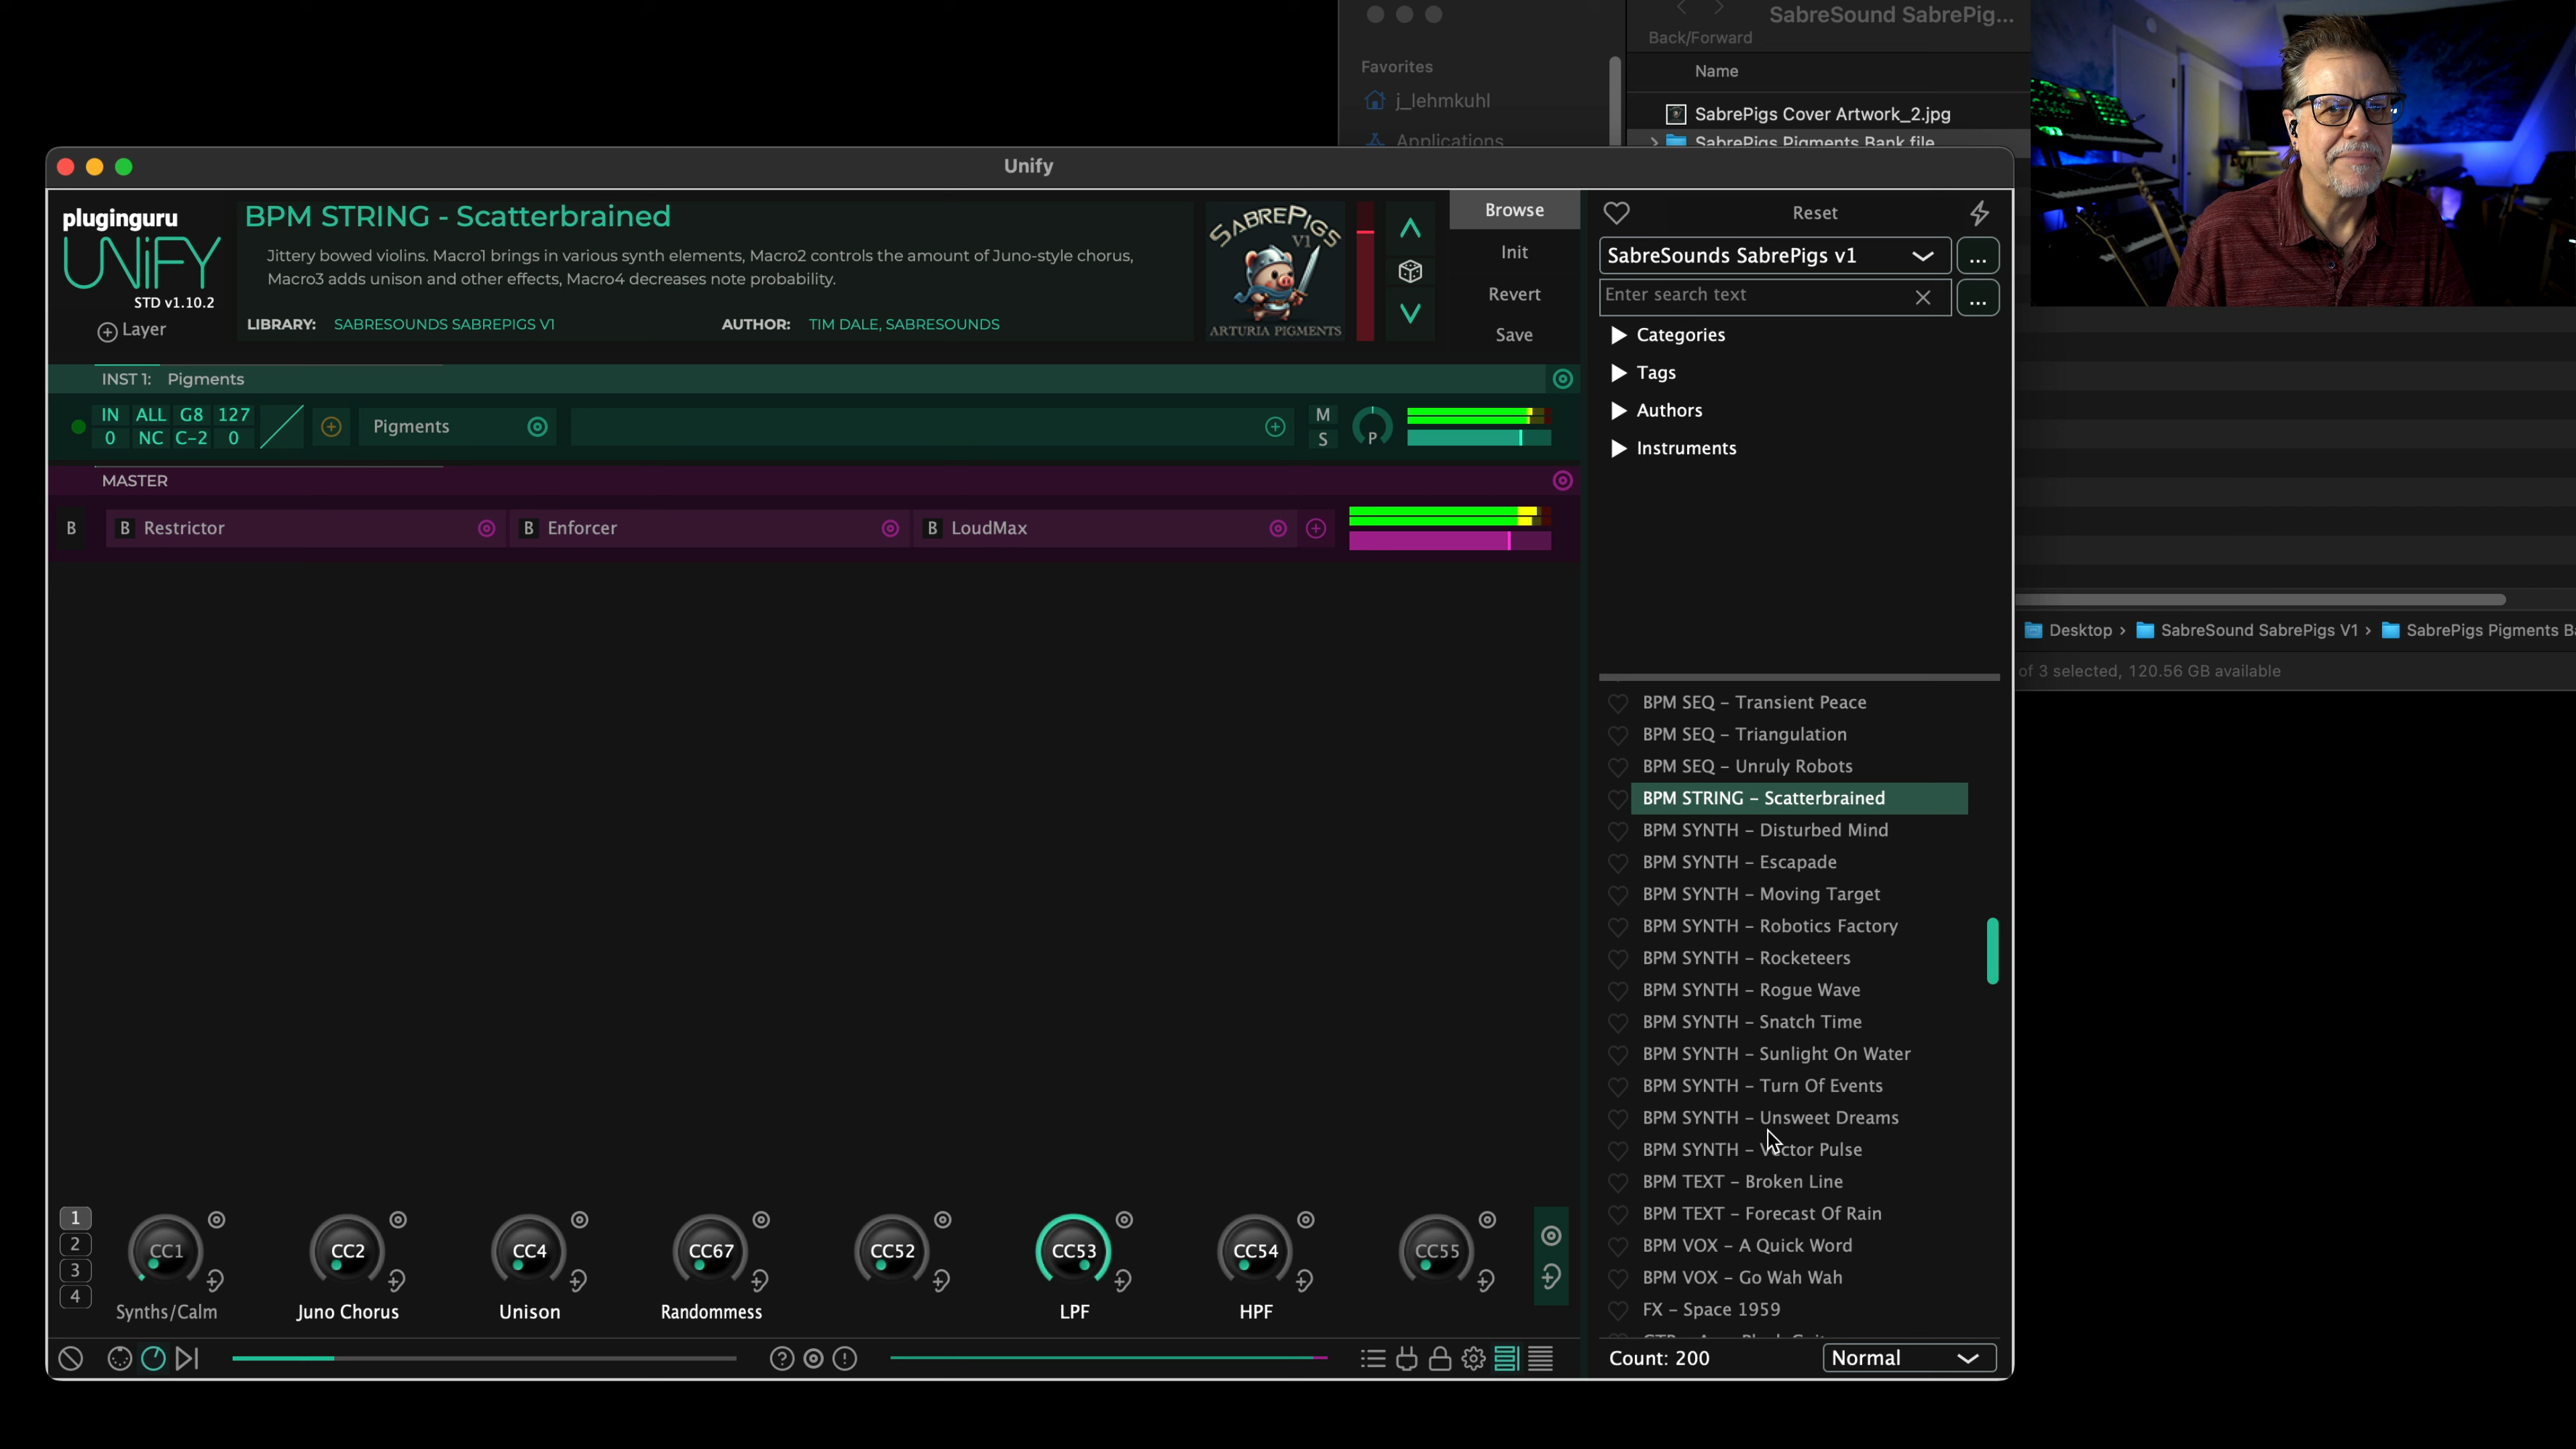 SabreSound SabrePig...
Back/Forward
Favorites
Name
j_lehmkuhl
SabrePigs Cover Artwork_2.jpg
Applications
SabrePigs Pigments Bank file
Unify
pluginguru
UNIFY
STD v1.10.2
BPM STRING - Scatterbrained
Jittery bowed violins. Macro1 brings in various synth elements, Macro2 controls the amount of Juno-style chorus,
Macro3 adds unison and other effects, Macro4 decreases note probability.
LIBRARY: SABRESOUNDS SABREPIGS V1
AUTHOR: TIM DALE, SABRESOUNDS
SABREPIGS
V1
ARTURIA PIGMENTS
Browse
Init
Revert
Save
Reset
SabreSounds SabrePigs v1
...
Enter search text
...
Categories
Tags
Authors
Instruments
Layer
INST 1: Pigments
IN ALL G8 127
0 NC C-2 0
Pigments
M
S
P
MASTER
B
B Restrictor
B Enforcer
B LoudMax
Desktop › SabreSound SabrePigs V1 › SabrePigs Pigments B
of 3 selected, 120.56 GB available
BPM SEQ – Transient Peace
BPM SEQ – Triangulation
BPM SEQ – Unruly Robots
BPM STRING – Scatterbrained
BPM SYNTH – Disturbed Mind
BPM SYNTH – Escapade
BPM SYNTH – Moving Target
BPM SYNTH – Robotics Factory
BPM SYNTH – Rocketeers
BPM SYNTH – Rogue Wave
BPM SYNTH – Snatch Time
BPM SYNTH – Sunlight On Water
BPM SYNTH – Turn Of Events
BPM SYNTH – Unsweet Dreams
BPM SYNTH – Vector Pulse
BPM TEXT – Broken Line
BPM TEXT – Forecast Of Rain
BPM VOX – A Quick Word
BPM VOX – Go Wah Wah
FX – Space 1959
1
2
3
4
CC1
CC2
CC4
CC67
CC52
CC53
CC54
CC55
Synths/Calm
Juno Chorus
Unison
Randommess
LPF
HPF
Count: 200
Normal